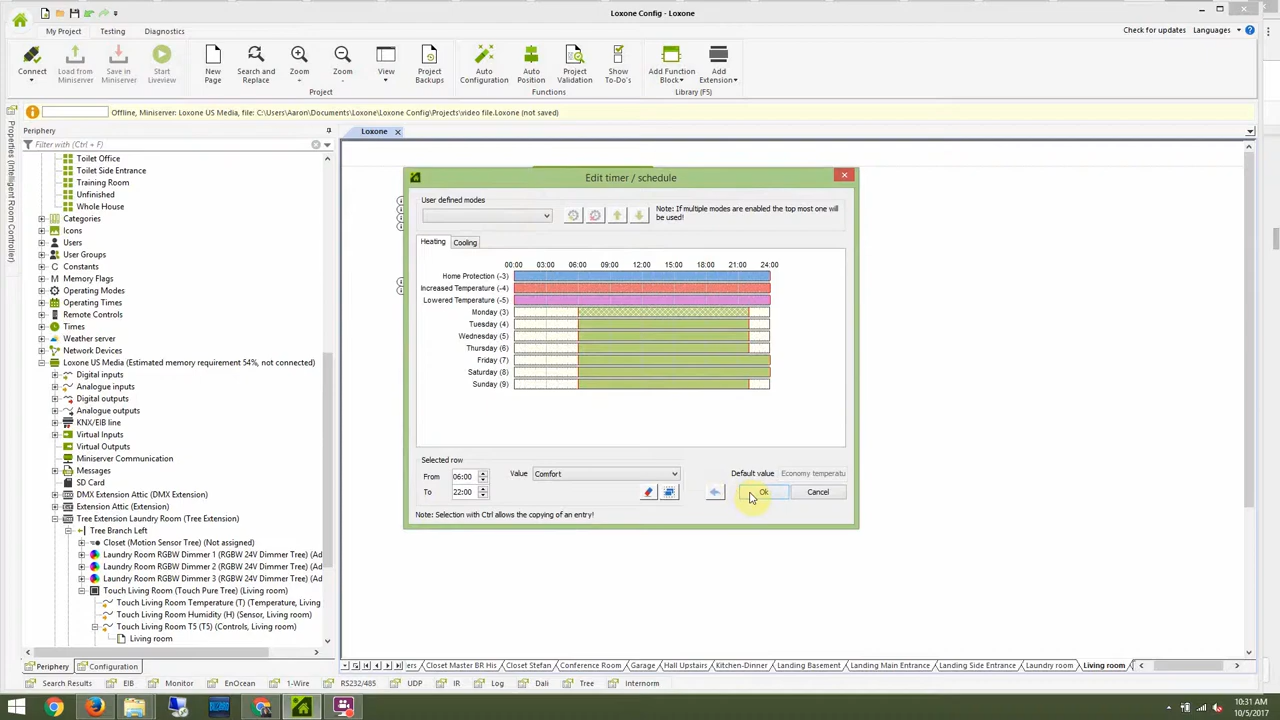 Loxone Config - Loxone
My Project
Testing
Diagnostics
Check for updates
Languages
Connect
Load from Miniserver
Save in Miniserver
Start Liveview
New Page
Search and Replace
Zoom
Zoom
View
Project Backups
Auto Configuration
Auto Position
Project Validation
Show To-Do's
Add Function Block
Add Extension
Project
Functions
Library (F5)
Offline, Miniserver: Loxone US Media, file: C:\Users\Aaron\Documents\Loxone\Loxone Config\Projects\video file.Loxone (not saved)
Properties (Intelligent Room Controller)
Periphery
Filter with (Ctrl + F)
Toilet Office
Toilet Side Entrance
Training Room
Unfinished
Whole House
Categories
Icons
Users
User Groups
Constants
Memory Flags
Operating Modes
Operating Times
Remote Controls
Times
Weather server
Network Devices
Loxone US Media (Estimated memory requirement 54%, not connected)
Digital inputs
Analogue inputs
Digital outputs
Analogue outputs
KNX/EIB line
Virtual Inputs
Virtual Outputs
Miniserver Communication
Messages
SD Card
DMX Extension Attic (DMX Extension)
Extension Attic (Extension)
Tree Extension Laundry Room (Tree Extension)
Tree Branch Left
Closet (Motion Sensor Tree) (Not assigned)
Laundry Room RGBW Dimmer 1 (RGBW 24V Dimmer Tree) (Ad
Laundry Room RGBW Dimmer 2 (RGBW 24V Dimmer Tree) (Ad
Laundry Room RGBW Dimmer 3 (RGBW 24V Dimmer Tree) (Ad
Touch Living Room (Touch Pure Tree) (Living room)
Touch Living Room Temperature (T) (Temperature, Living
Touch Living Room Humidity (H) (Sensor, Living room)
Touch Living Room T5 (T5) (Controls, Living room)
Living room
Periphery
Configuration
Loxone
Edit timer / schedule
User defined modes
Note: If multiple modes are enabled the top most one will
be used!
Heating
Cooling
00:00 03:00 06:00 09:00 12:00 15:00 18:00 21:00 24:00
Home Protection (-3)
Increased Temperature (-4)
Lowered Temperature (-5)
Monday (3)
Tuesday (4)
Wednesday (5)
Thursday (6)
Friday (7)
Saturday (8)
Sunday (9)
Selected row
From 06:00
To 22:00
Value Comfort
Default value Economy temperatu
Ok
Cancel
Note: Selection with Ctrl allows the copying of an entry!
ers
Closet Master BR His
Closet Stefan
Conference Room
Garage
Hall Upstairs
Kitchen-Dinner
Landing Basement
Landing Main Entrance
Landing Side Entrance
Laundry room
Living room
Search Results
EIB
Monitor
EnOcean
1-Wire
RS232/485
UDP
IR
Log
Dali
Tree
Internorm
10:31 AM
10/5/2017